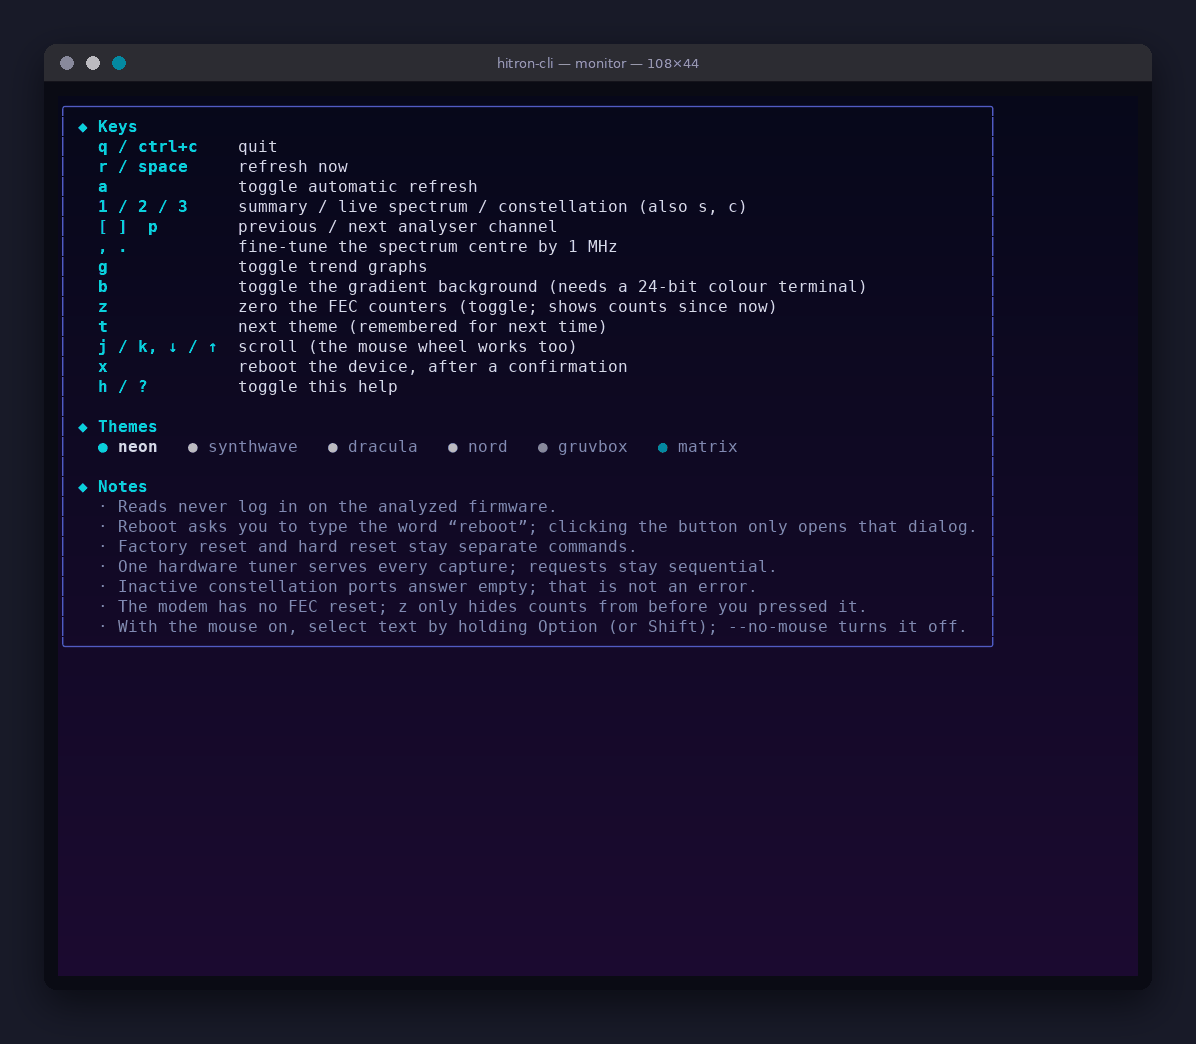 hitron-cli — monitor — 108×44
◆ Keys
q / ctrl+c quit
r / space refresh now
a toggle automatic refresh
1 / 2 / 3 summary / live spectrum / constellation (also s, c)
[ ] p previous / next analyser channel
, . fine-tune the spectrum centre by 1 MHz
g toggle trend graphs
b toggle the gradient background (needs a 24-bit colour terminal)
z zero the FEC counters (toggle; shows counts since now)
t next theme (remembered for next time)
j / k, ↓ / ↑ scroll (the mouse wheel works too)
x reboot the device, after a confirmation
h / ? toggle this help
◆ Themes
● neon ● synthwave ● dracula ● nord ● gruvbox ● matrix
◆ Notes
· Reads never log in on the analyzed firmware.
· Reboot asks you to type the word “reboot”; clicking the button only opens that dialog.
· Factory reset and hard reset stay separate commands.
· One hardware tuner serves every capture; requests stay sequential.
· Inactive constellation ports answer empty; that is not an error.
· The modem has no FEC reset; z only hides counts from before you pressed it.
· With the mouse on, select text by holding Option (or Shift); --no-mouse turns it off.